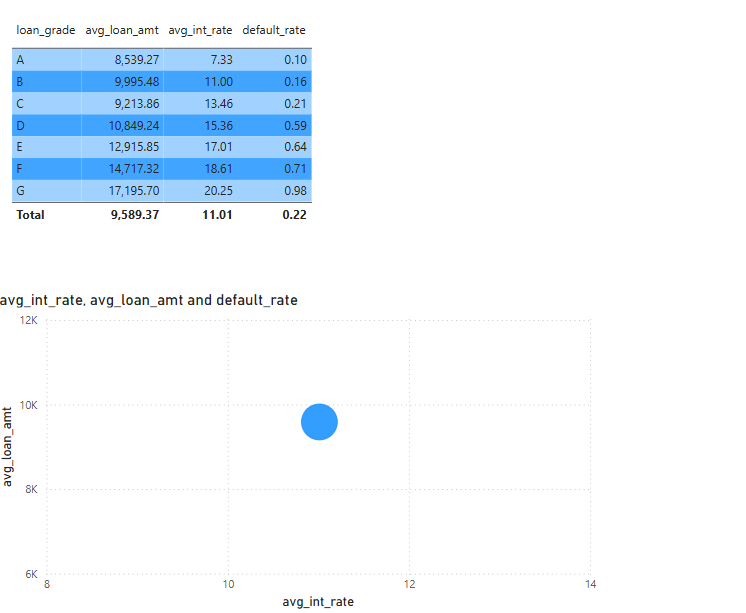 loan_grade avg_loan_amt avg_int_rate default_rate
A 8,539.27 7.33 0.10
B 9,995.48 11.00 0.16
C 9,213.86 13.46 0.21
D 10,849.24 15.36 0.59
E 12,915.85 17.01 0.64
F 14,717.32 18.61 0.71
G 17,195.70 20.25 0.98
Total 9,589.37 11.01 0.22
avg_int_rate, avg_loan_amt and default_rate
12K
10K
8K
6K
avg_loan_amt
8 10 12 14
avg_int_rate